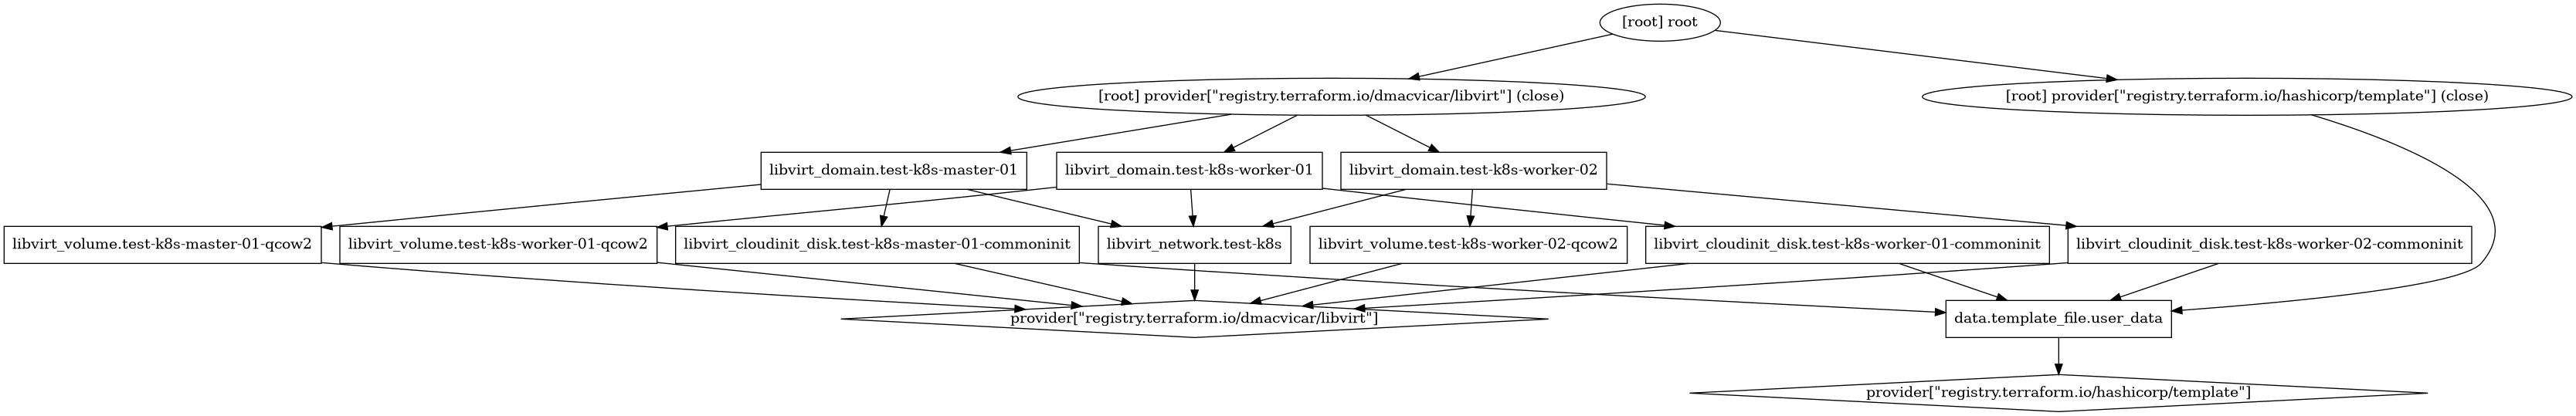 [root] root
[root] provider[\"registry.terraform.io/dmacvicar/libvirt\"] (close)
[root] provider[\"registry.terraform.io/hashicorp/template\"] (close)
libvirt_domain.test-k8s-master-01
libvirt_domain.test-k8s-worker-01
libvirt_domain.test-k8s-worker-02
libvirt_volume.test-k8s-master-01-qcow2
libvirt_volume.test-k8s-worker-01-qcow2
libvirt_cloudinit_disk.test-k8s-master-01-commoninit
libvirt_network.test-k8s
libvirt_volume.test-k8s-worker-02-qcow2
libvirt_cloudinit_disk.test-k8s-worker-01-commoninit
libvirt_cloudinit_disk.test-k8s-worker-02-commoninit
provider[\"registry.terraform.io/dmacvicar/libvirt\"]
data.template_file.user_data
provider[\"registry.terraform.io/hashicorp/template\"]